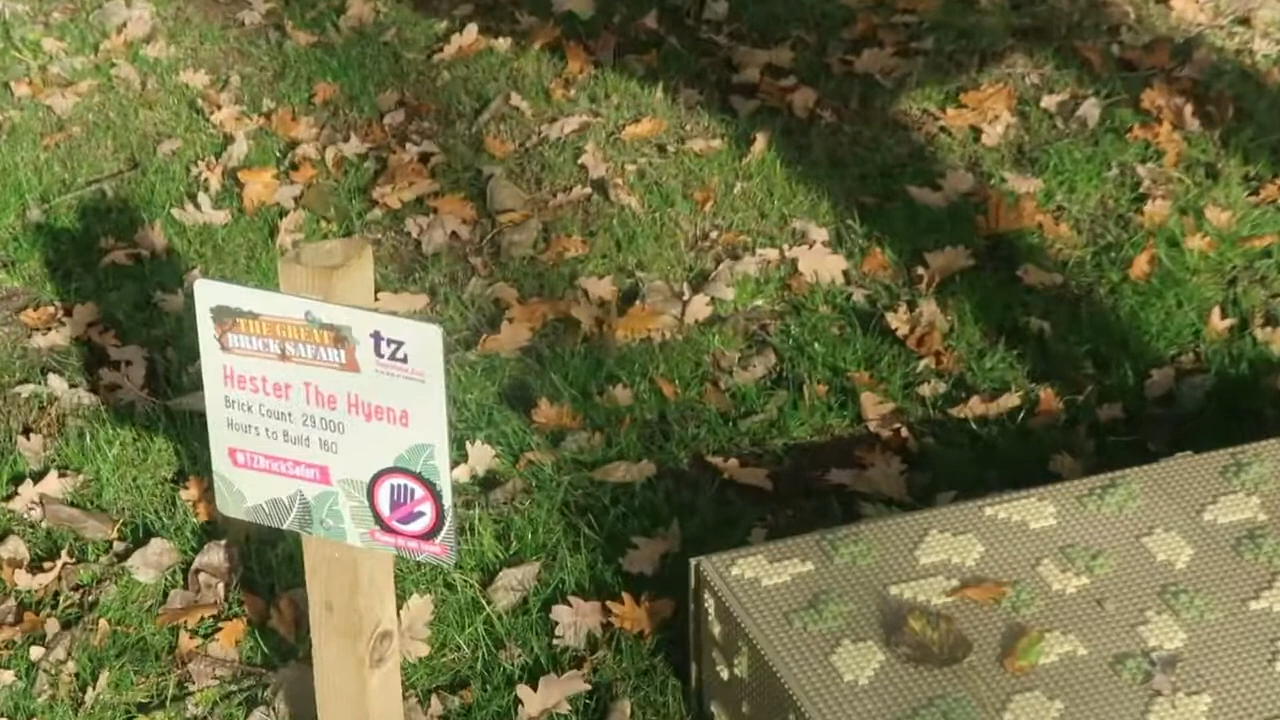 THE GREAT
BRICK SAFARI
tz
Hester The Hyena
Brick Count: 29,000
Hours to Build: 160
#TZBrickSafari